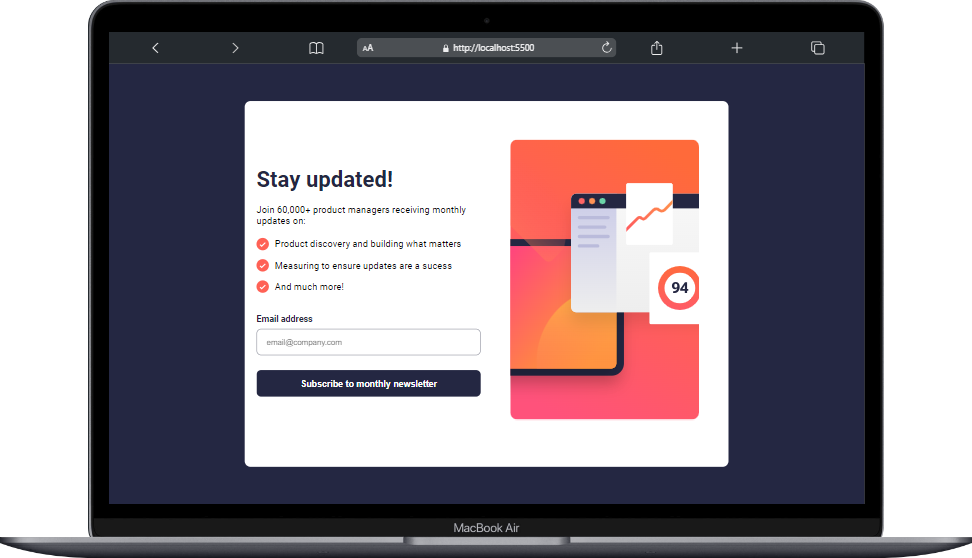 AA
http://localhost:5500
Stay updated!
Join 60,000+ product managers receiving monthly
updates on:
Product discovery and building what matters
Measuring to ensure updates are a sucess
And much more!
Email address
email@company.com
Subscribe to monthly newsletter
94
MacBook Air